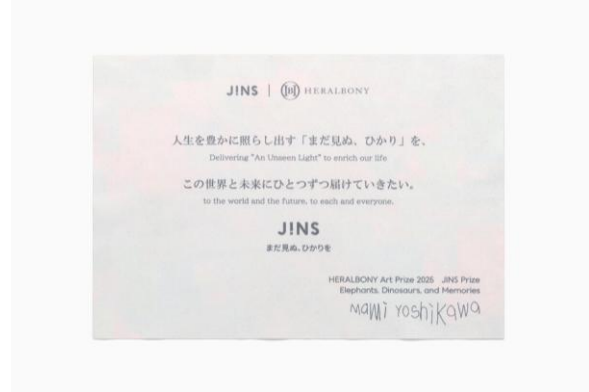 J!NS | HERALBONY
人生を豊かに照らし出す「まだ見ぬ、ひかり」を、
Delivering "An Unseen Light" to enrich our life
この世界と未来にひとつずつ届けていきたい。
to the world and the future, to each and everyone.
J!NS
まだ見ぬ、ひかりを
HERALBONY Art Prize 2025 JINS Prize
Elephants, Dinosaurs, and Memories
MaMi YoshiKaWa